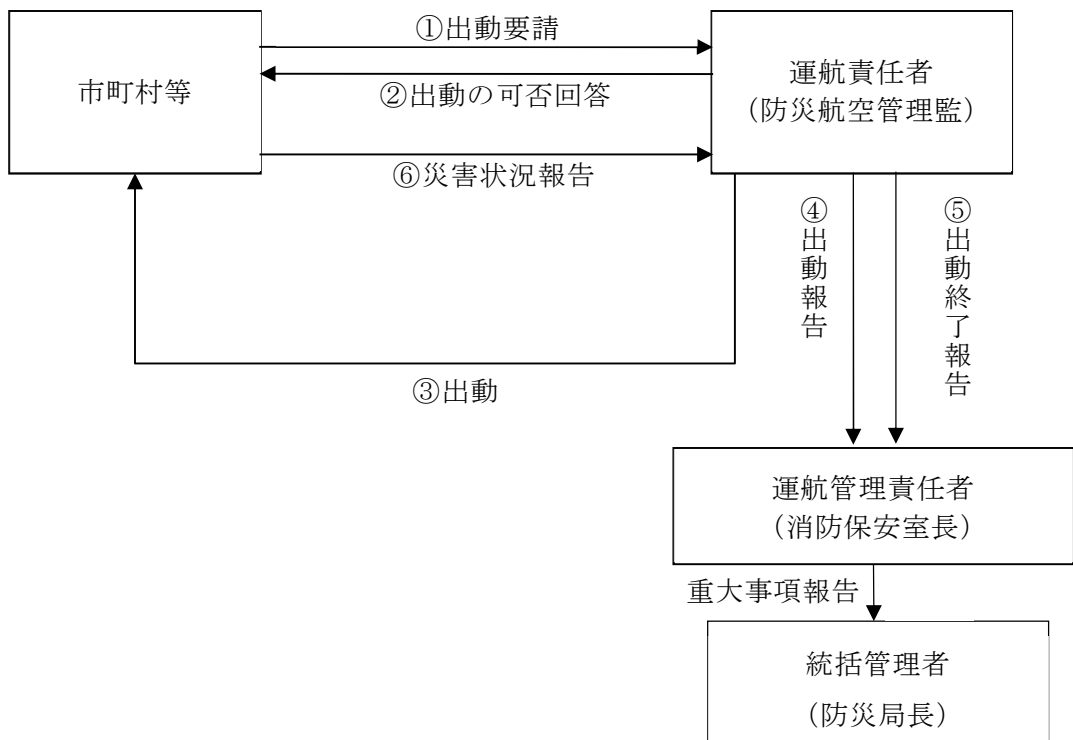 ①出動要請
市町村等
運航責任者
（防災航空管理監）
②出動の可否回答
⑥災害状況報告
④出動報告
⑤出動終了報告
③出動
運航管理責任者
（消防保安室長）
重大事項報告
統括管理者
（防災局長）